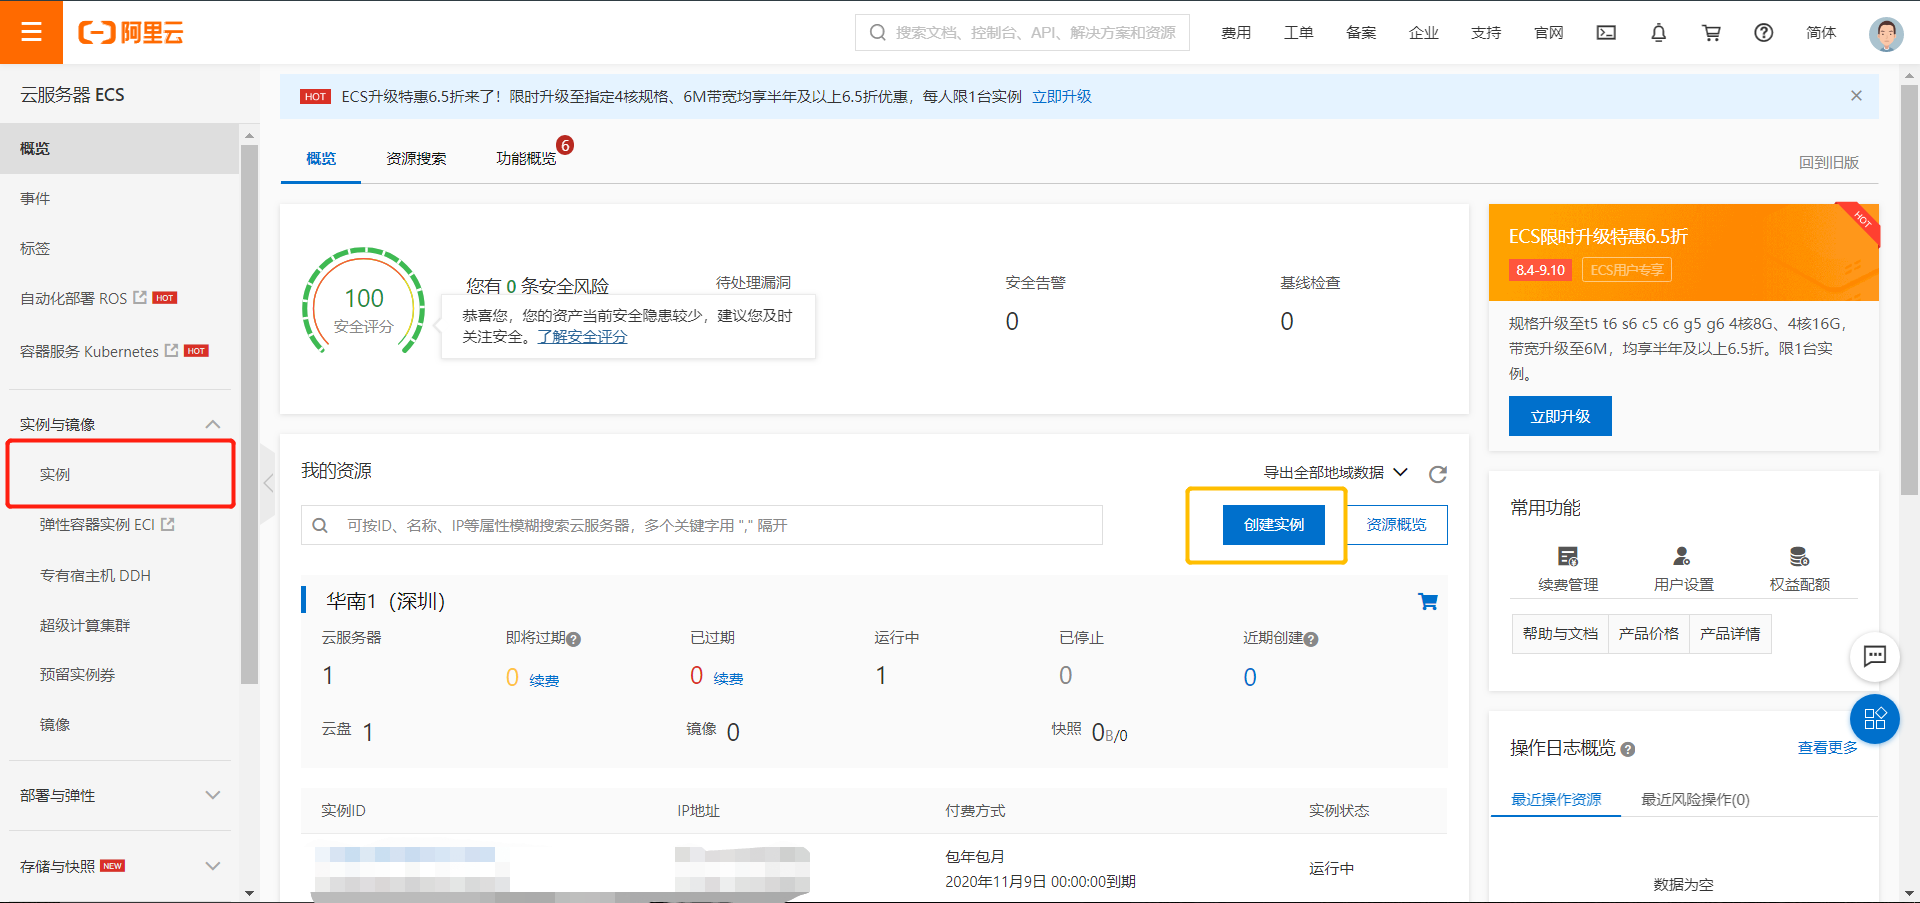 阿里云
搜索文档、控制台、API、解决方案和资源
费用
工单
备案
企业
支持
官网
简体
云服务器 ECS
概览
事件
标签
自动化部署 ROS HOT
容器服务 Kubernetes HOT
实例与镜像
实例
弹性容器实例 ECI
专有宿主机 DDH
超级计算集群
预留实例券
镜像
部署与弹性
存储与快照 NEW
HOT ECS升级特惠6.5折来了！限时升级至指定4核规格、6M带宽均享半年及以上6.5折优惠，每人限1台实例 立即升级
概览
资源搜索
功能概览 6
回到旧版
100
安全评分
您有 0 条安全风险
恭喜您，您的资产当前安全隐患较少，建议您及时
关注安全。了解安全评分
待处理漏洞
安全告警
0
基线检查
0
我的资源
导出全部地域数据
可按ID、名称、IP等属性模糊搜索云服务器，多个关键字用 "," 隔开
创建实例
资源概览
华南1（深圳）
云服务器
1
即将过期
0 续费
已过期
0 续费
运行中
1
已停止
0
近期创建
0
云盘 1
镜像 0
快照 0B/0
实例ID
IP地址
付费方式
实例状态
包年包月
2020年11月9日 00:00:00到期
运行中
HOT
ECS限时升级特惠6.5折
8.4-9.10 ECS用户专享
规格升级至t5 t6 s6 c5 c6 g5 g6 4核8G、4核16G，
带宽升级至6M，均享半年及以上6.5折。限1台实
例。
立即升级
常用功能
续费管理
用户设置
权益配额
帮助与文档
产品价格
产品详情
操作日志概览
查看更多
最近操作资源
最近风险操作(0)
数据为空